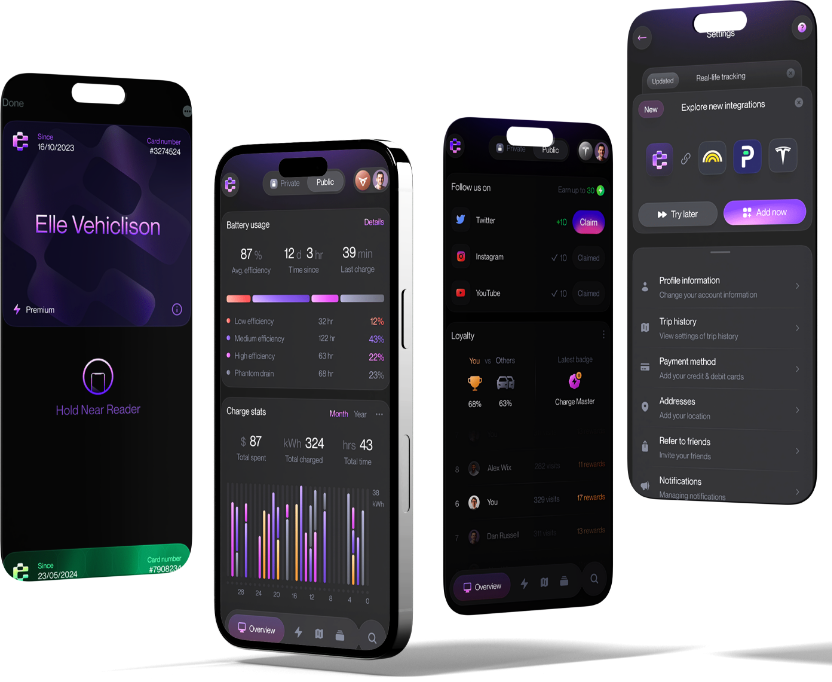 Done
Since
16/10/2023
Card number
#3274524
Elle Vehiclison
Premium
Hold Near Reader
Since
23/05/2024
Card number
#7908234
Private
Public
Battery usage
Details
87 %
12 d 3 hr
39 min
Avg. efficiency
Time since
Last charge
Low efficiency 32 hr 12%
Medium efficiency 122 hr 43%
High efficiency 63 hr 22%
Phantom drain 68 hr 23%
Charge stats
Month Year
$ 87
kWh 324
hrs 43
Total spent
Total charged
Total time
38
kWh
28 24 20 16 12 8 4 0
Overview
Private
Public
Follow us on
Earn up to 30
Twitter +10 Claim
Instagram 10 Claimed
YouTube 10 Claimed
Loyalty
You vs Others
Latest badge
68% 63%
Charge Master
Alex Wix 352 visits 11 rewards
6 You 329 visits 17 rewards
7 Dan Russell 13 rewards
Overview
Settings
Updated
Real-life tracking
New
Explore new integrations
Try later
Add now
Profile information
Change your account information
Trip history
View settings of trip history
Payment method
Add your credit & debit cards
Addresses
Add your location
Refer to friends
Invite your friends
Notifications
Managing notifications